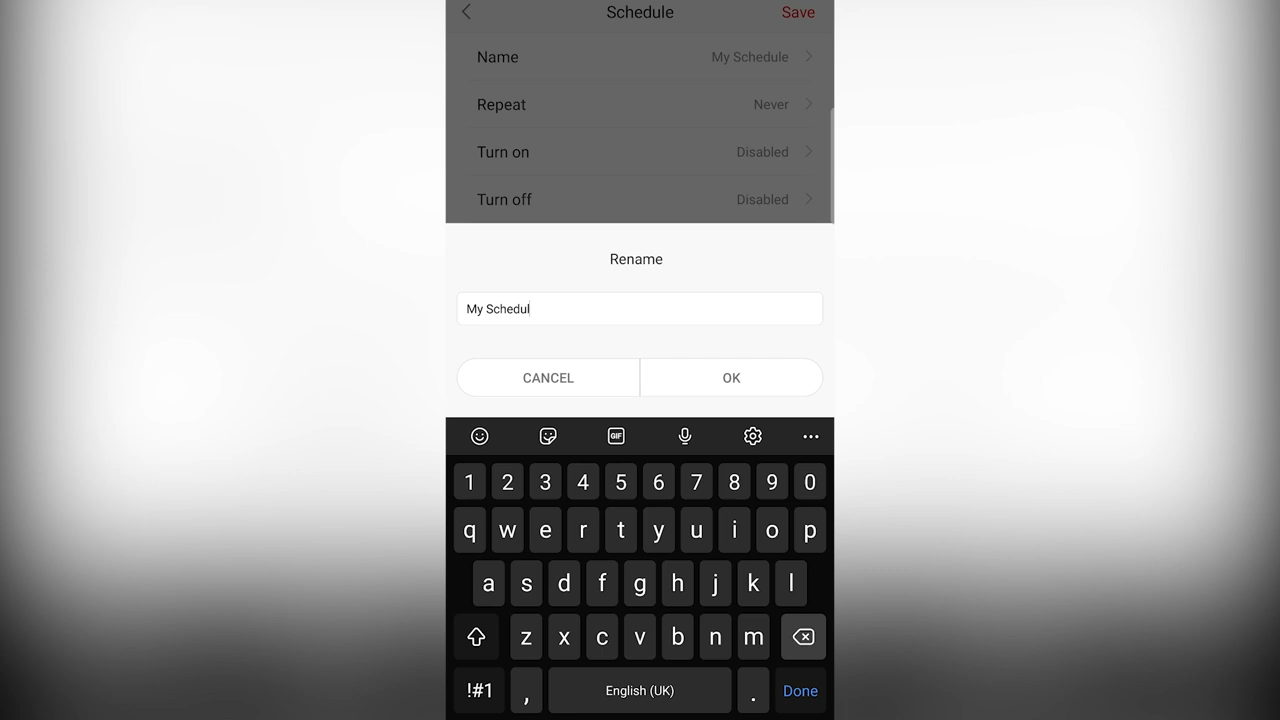 Schedule Save
Name My Schedule
Repeat Never
Turn on Disabled
Turn off Disabled
Rename
My Schedul
CANCEL OK
GIF
1 2 3 4 5 6 7 8 9 0
q w e r t y u i o p
a s d f g h j k l
z x c v b n m
!#1 , English (UK) . Done